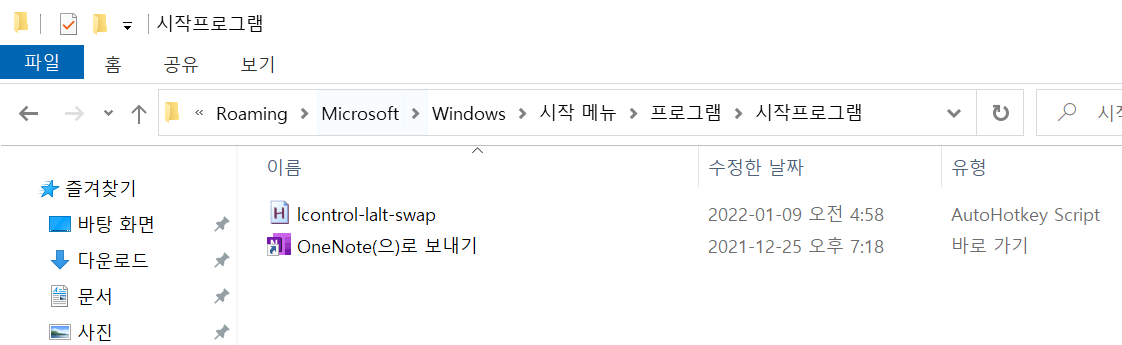 시작프로그램
파일 홈 공유 보기
« Roaming Microsoft Windows 시작 메뉴 프로그램 시작프로그램
이름 수정한 날짜 유형
즐겨찾기
lcontrol-lalt-swap 2022-01-09 오전 4:58 AutoHotkey Script
바탕 화면
OneNote(으)로 보내기 2021-12-25 오후 7:18 바로 가기
다운로드
문서
사진